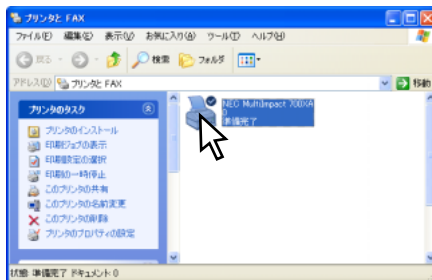 プリンタと FAX
ファイル(F) 編集(E) 表示(V) お気に入り(A) ツール(T) ヘルプ(H)
戻る 検索 フォルダ
アドレス(D) プリンタと FAX 移動
プリンタのタスク
プリンタのインストール
印刷ジョブの表示
印刷設定の選択
印刷の一時停止
このプリンタの共有
このプリンタの名前変更
このプリンタの削除
プリンタのプロパティの設定
NEC MultiImpact 700XA
0
準備完了
状態: 準備完了 ドキュメント: 0